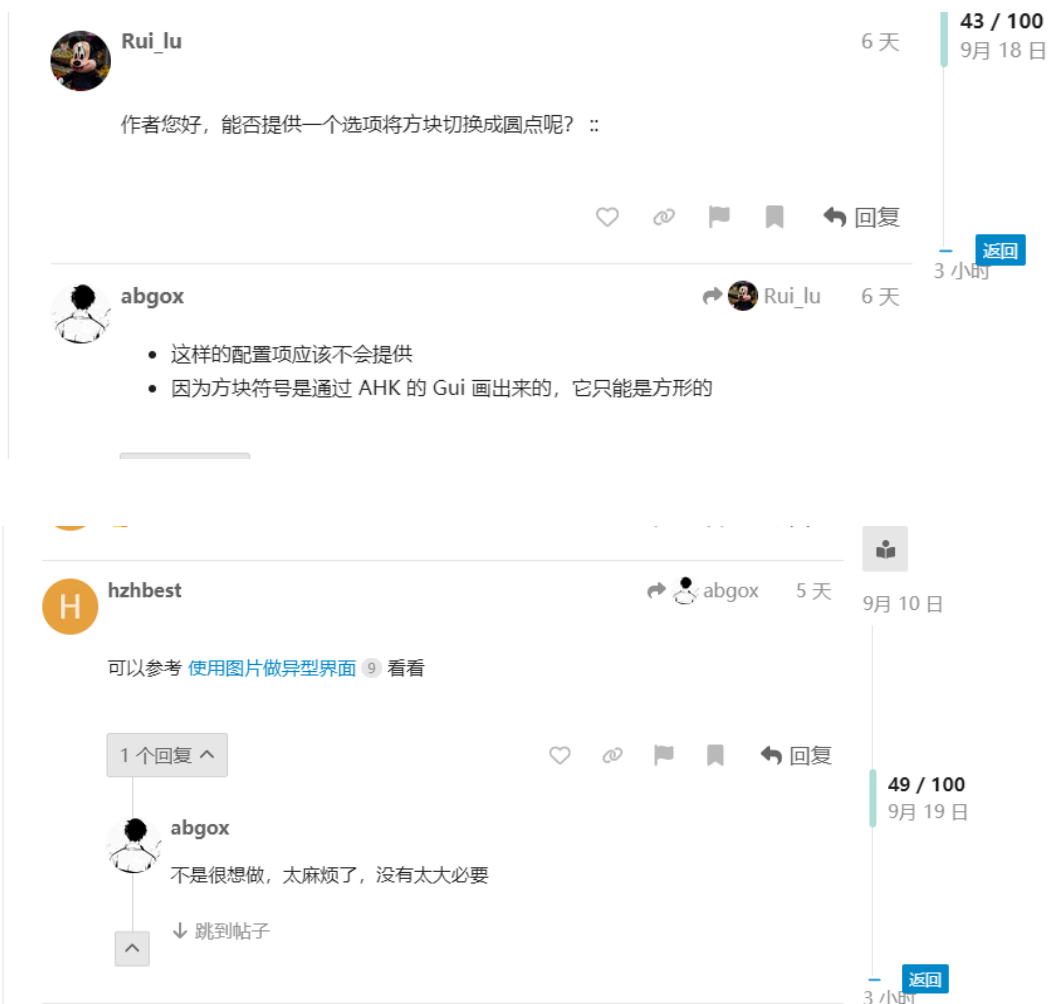 Rui_lu
6 天
43 / 100
9月 18 日
作者您好，能否提供一个选项将方块切换成圆点呢？ ::
回复
返回
3 小时
abgox
Rui_lu
6 天
这样的配置项应该不会提供
因为方块符号是通过 AHK 的 Gui 画出来的，它只能是方形的
hzhbest
abgox
5 天
9月 10 日
H
可以参考 使用图片做异型界面 9 看看
1 个回复
回复
49 / 100
9月 19 日
abgox
不是很想做，太麻烦了，没有太大必要
跳到帖子
返回
3 小时